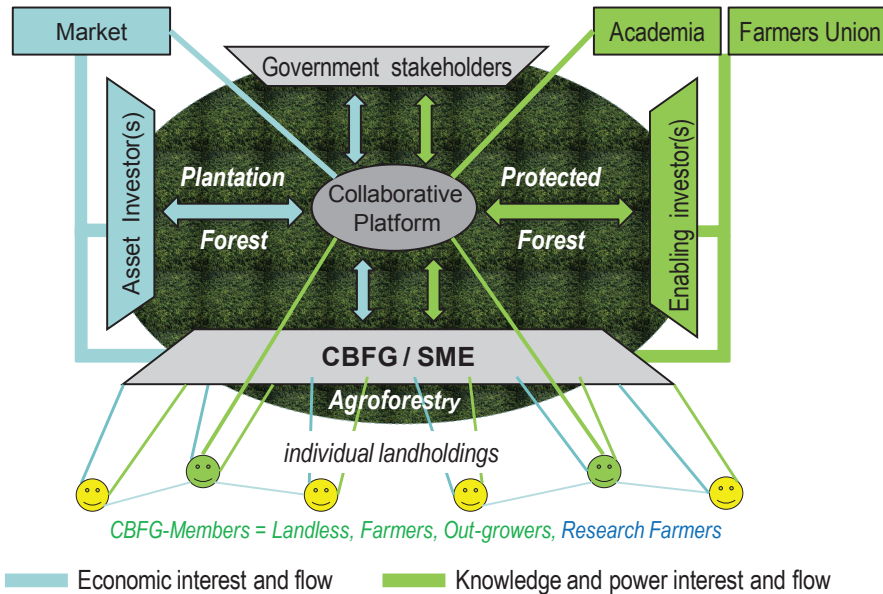 Market
Academia
Farmers Union
Government stakeholders
Asset Investor(s)
Enabling investor(s)
Plantation
Forest
Collaborative
Platform
Protected
Forest
CBFG / SME
Agroforestry
individual landholdings
CBFG-Members = Landless, Farmers, Out-growers, Research Farmers
Economic interest and flow
Knowledge and power interest and flow